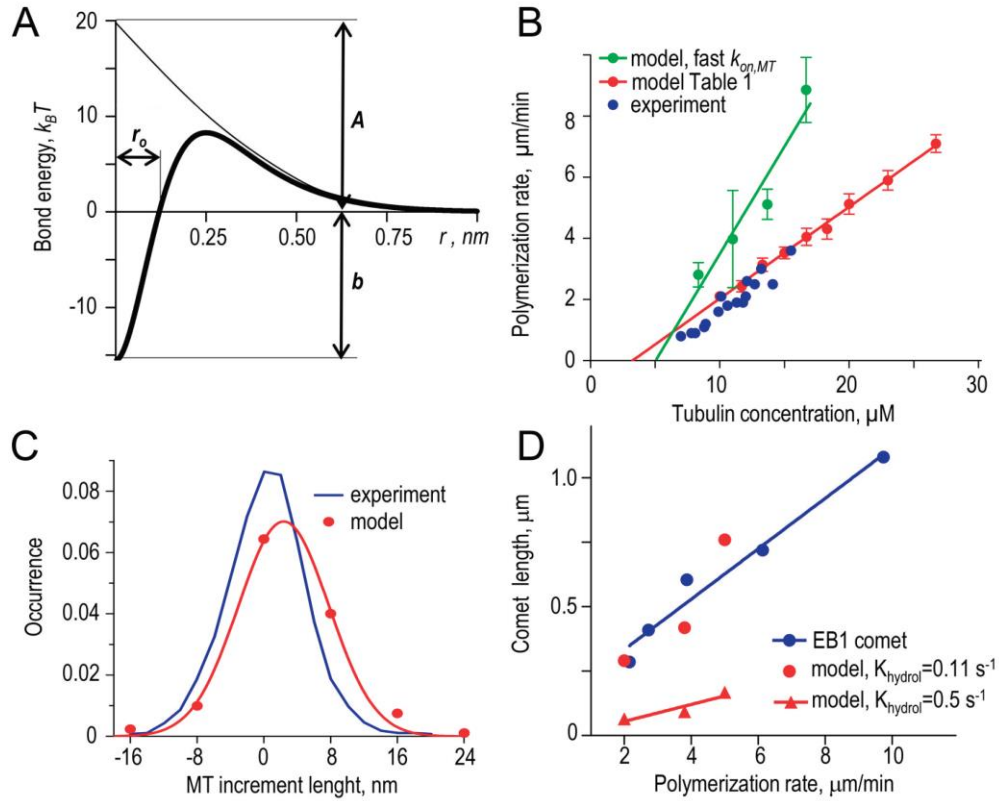 A
20
10
0
-10
Bond energy, kBT
ro
A
b
0.25
0.50
0.75
r, nm
B
model, fast kon,MT
model Table 1
experiment
8
6
4
2
0
Polymerization rate, μm/min
0
10
20
30
Tubulin concentration, μM
C
experiment
model
0.08
0.06
0.04
0.02
0
Occurrence
-16
-8
0
8
16
24
MT increment lenght, nm
D
1.0
0.5
0
Comet length, μm
EB1 comet
model, Khydrol=0.11 s-1
model, Khydrol=0.5 s-1
2
4
6
8
10
Polymerization rate, μm/min